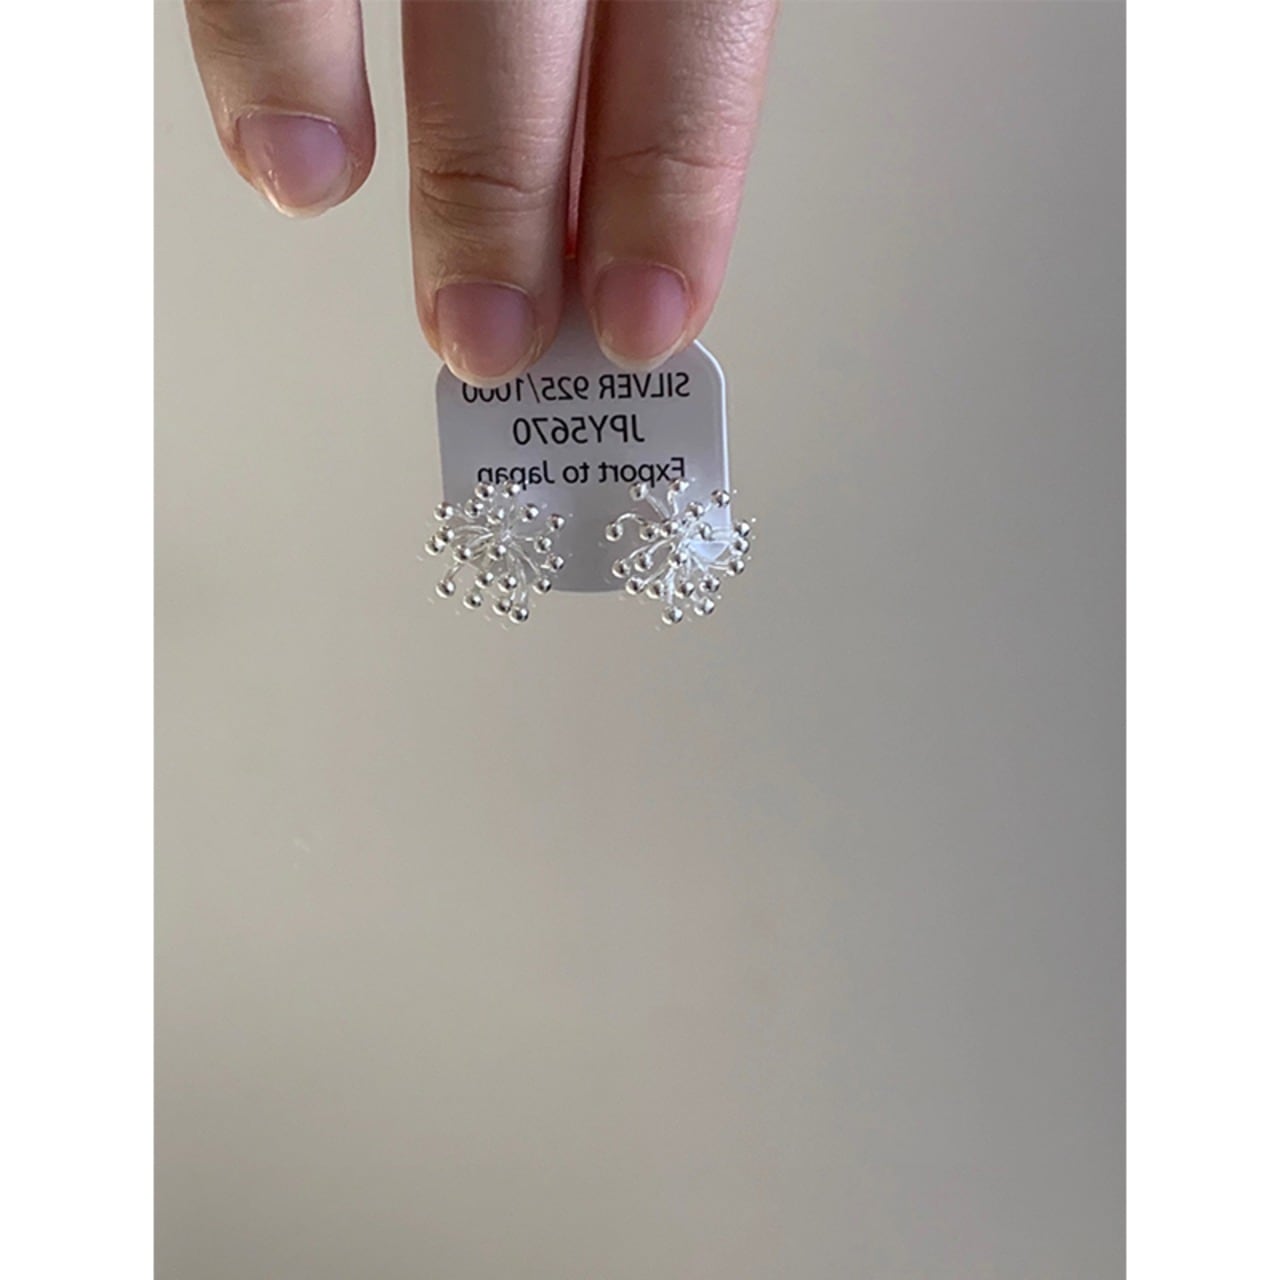 SILVER 925/1000
JPY5670
Export to Japan